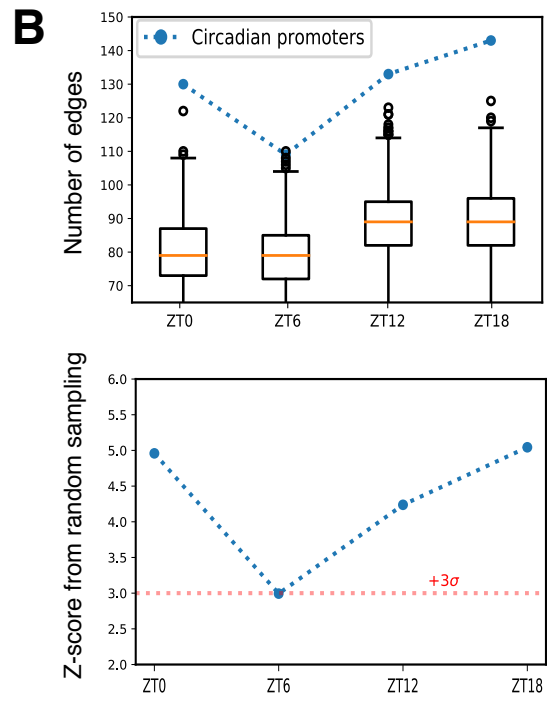 B
Circadian promoters
Number of edges
150
140
130
120
110
100
90
80
70
ZT0 ZT6 ZT12 ZT18
Z-score from random sampling
6.0
5.5
5.0
4.5
4.0
3.5
3.0
2.5
2.0
+3σ
ZT0 ZT6 ZT12 ZT18